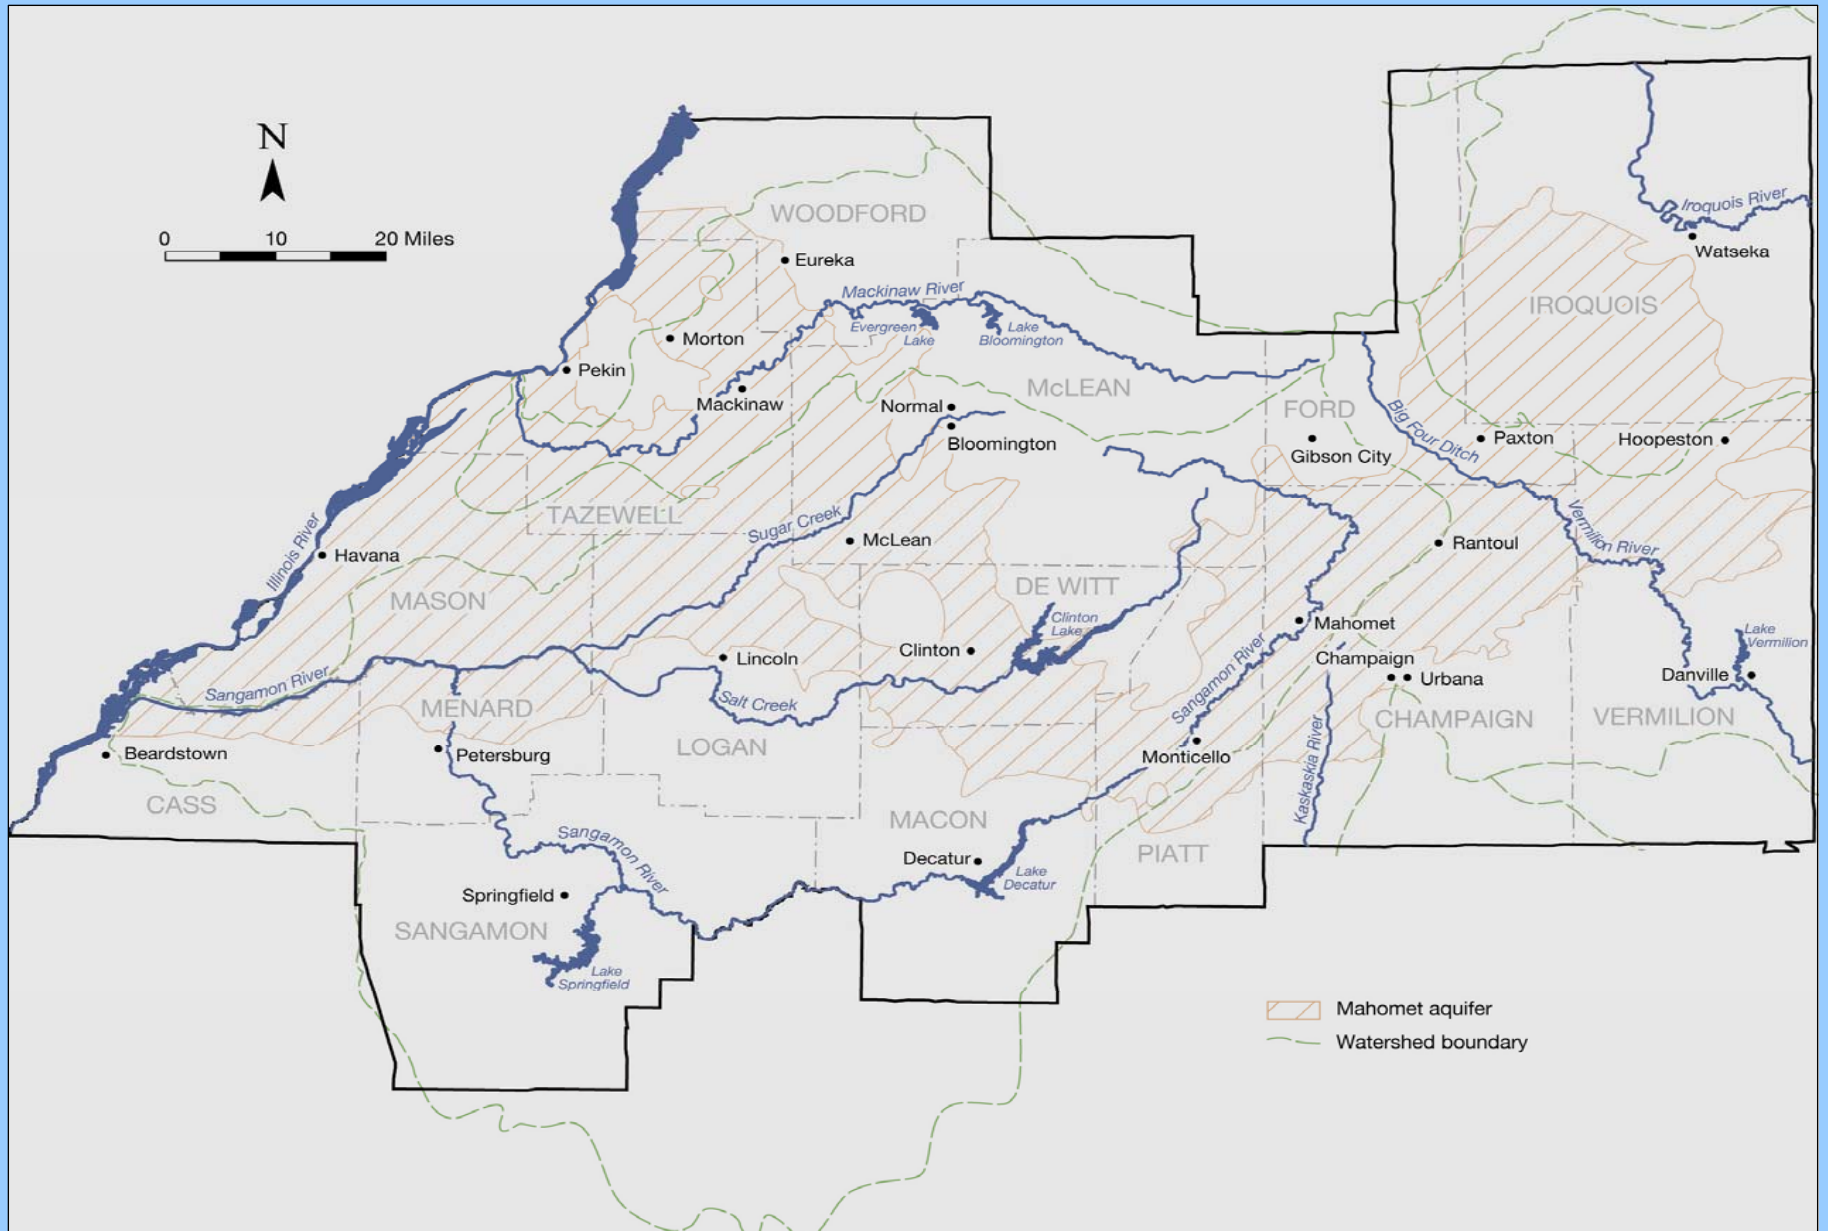 N
0 10 20 Miles
WOODFORD
Eureka
Mackinaw River
Evergreen
Lake
Lake
Bloomington
Morton
Pekin
Mackinaw
McLEAN
Normal
Bloomington
Iroquois River
Watseka
IROQUOIS
FORD
Gibson City
Big Four Ditch
Paxton
Hoopeston
TAZEWELL
Sugar Creek
McLean
Illinois River
Havana
MASON
DE WITT
Clinton
Lake
Clinton
Rantoul
Vermilion River
Mahomet
Champaign
Urbana
Lake
Vermilion
Danville
Sangamon River
Lincoln
Salt Creek
MENARD
LOGAN
Sangamon River
Monticello
Kaskaskia River
CHAMPAIGN
VERMILION
Beardstown
Petersburg
CASS
MACON
PIATT
Sangamon River
Decatur
Lake
Decatur
Springfield
SANGAMON
Lake
Springfield
Mahomet aquifer
Watershed boundary